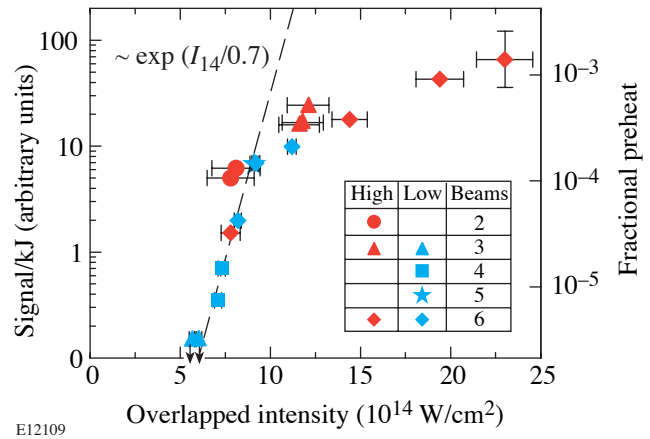 100
10
1
0
Signal/kJ (arbitrary units)
~ exp (I14/0.7)
High Low Beams
2
3
4
5
6
10⁻³
10⁻⁴
10⁻⁵
Fractional preheat
0 5 10 15 20 25
Overlapped intensity (10¹⁴ W/cm²)
E12109